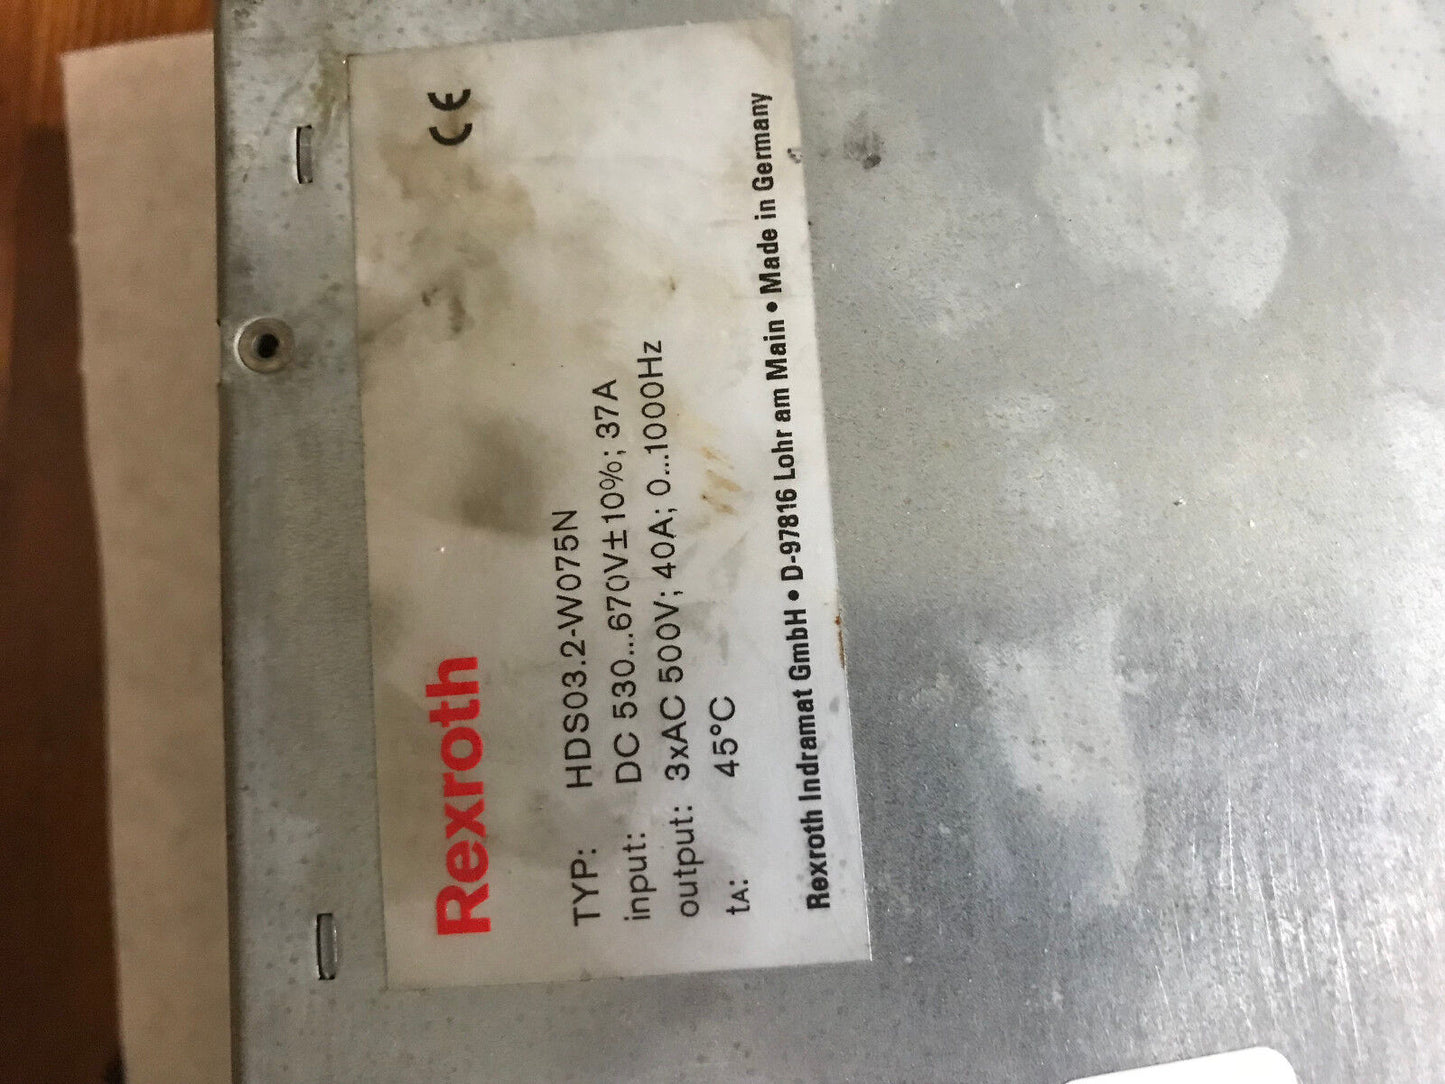 Rexroth
CE
TYP: HDS03.2-W075N
input: DC 530...670V±10%; 37A
output: 3xAC 500V; 40A; 0...1000Hz
tA: 45°C
Rexroth Indramat GmbH • D-97816 Lohr am Main • Made in Germany